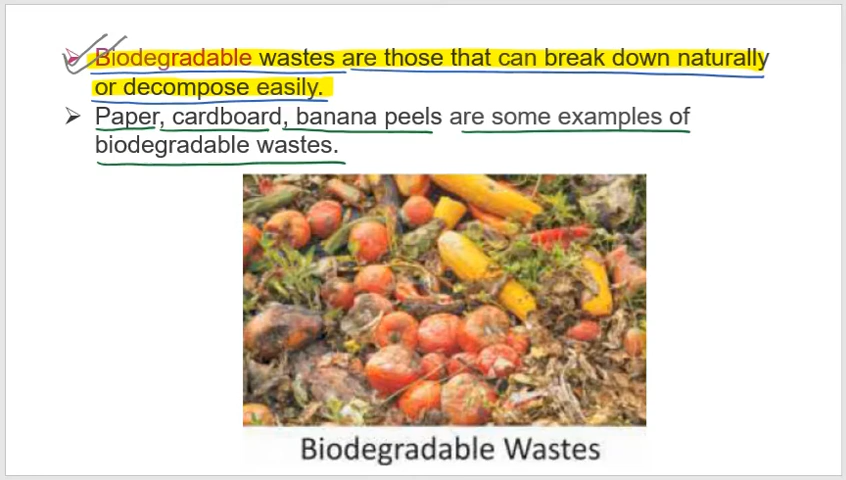 Biodegradable wastes are those that can break down naturally
or decompose easily.
Paper, cardboard, banana peels are some examples of
biodegradable wastes.
Biodegradable Wastes